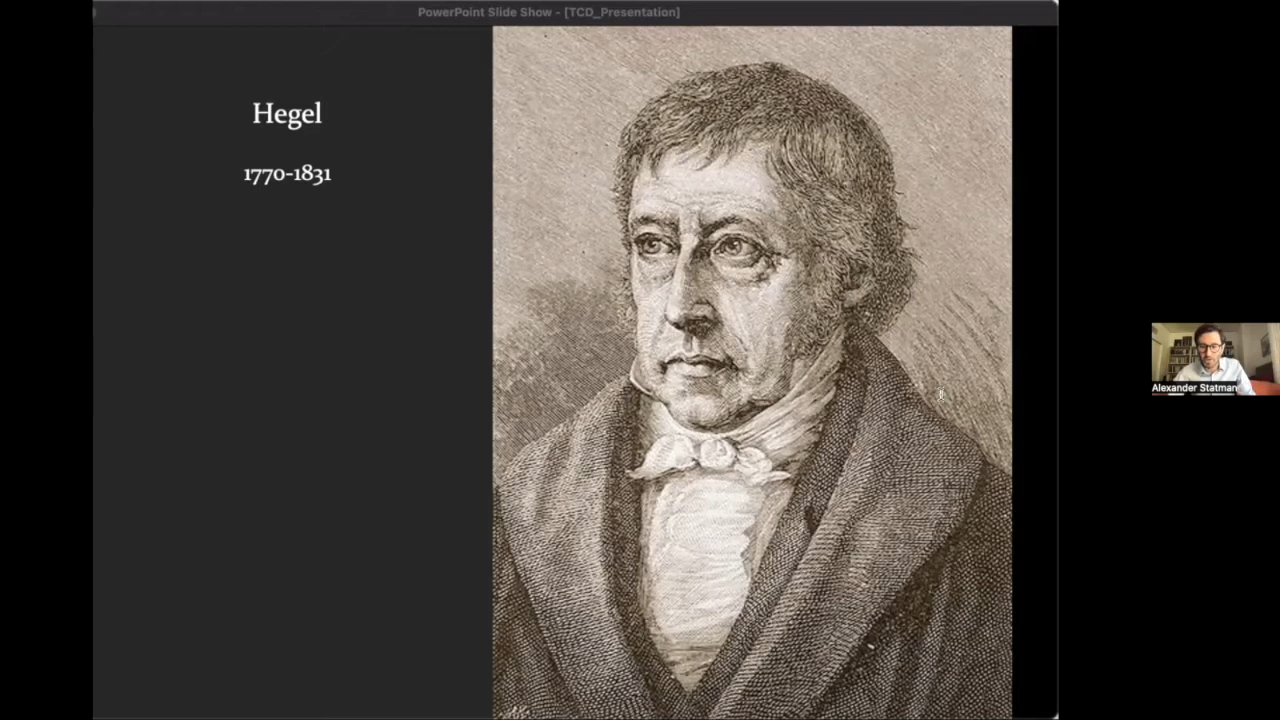 PowerPoint Slide Show - [TCD_Presentation]
Hegel
1770-1831
Alexander Statman